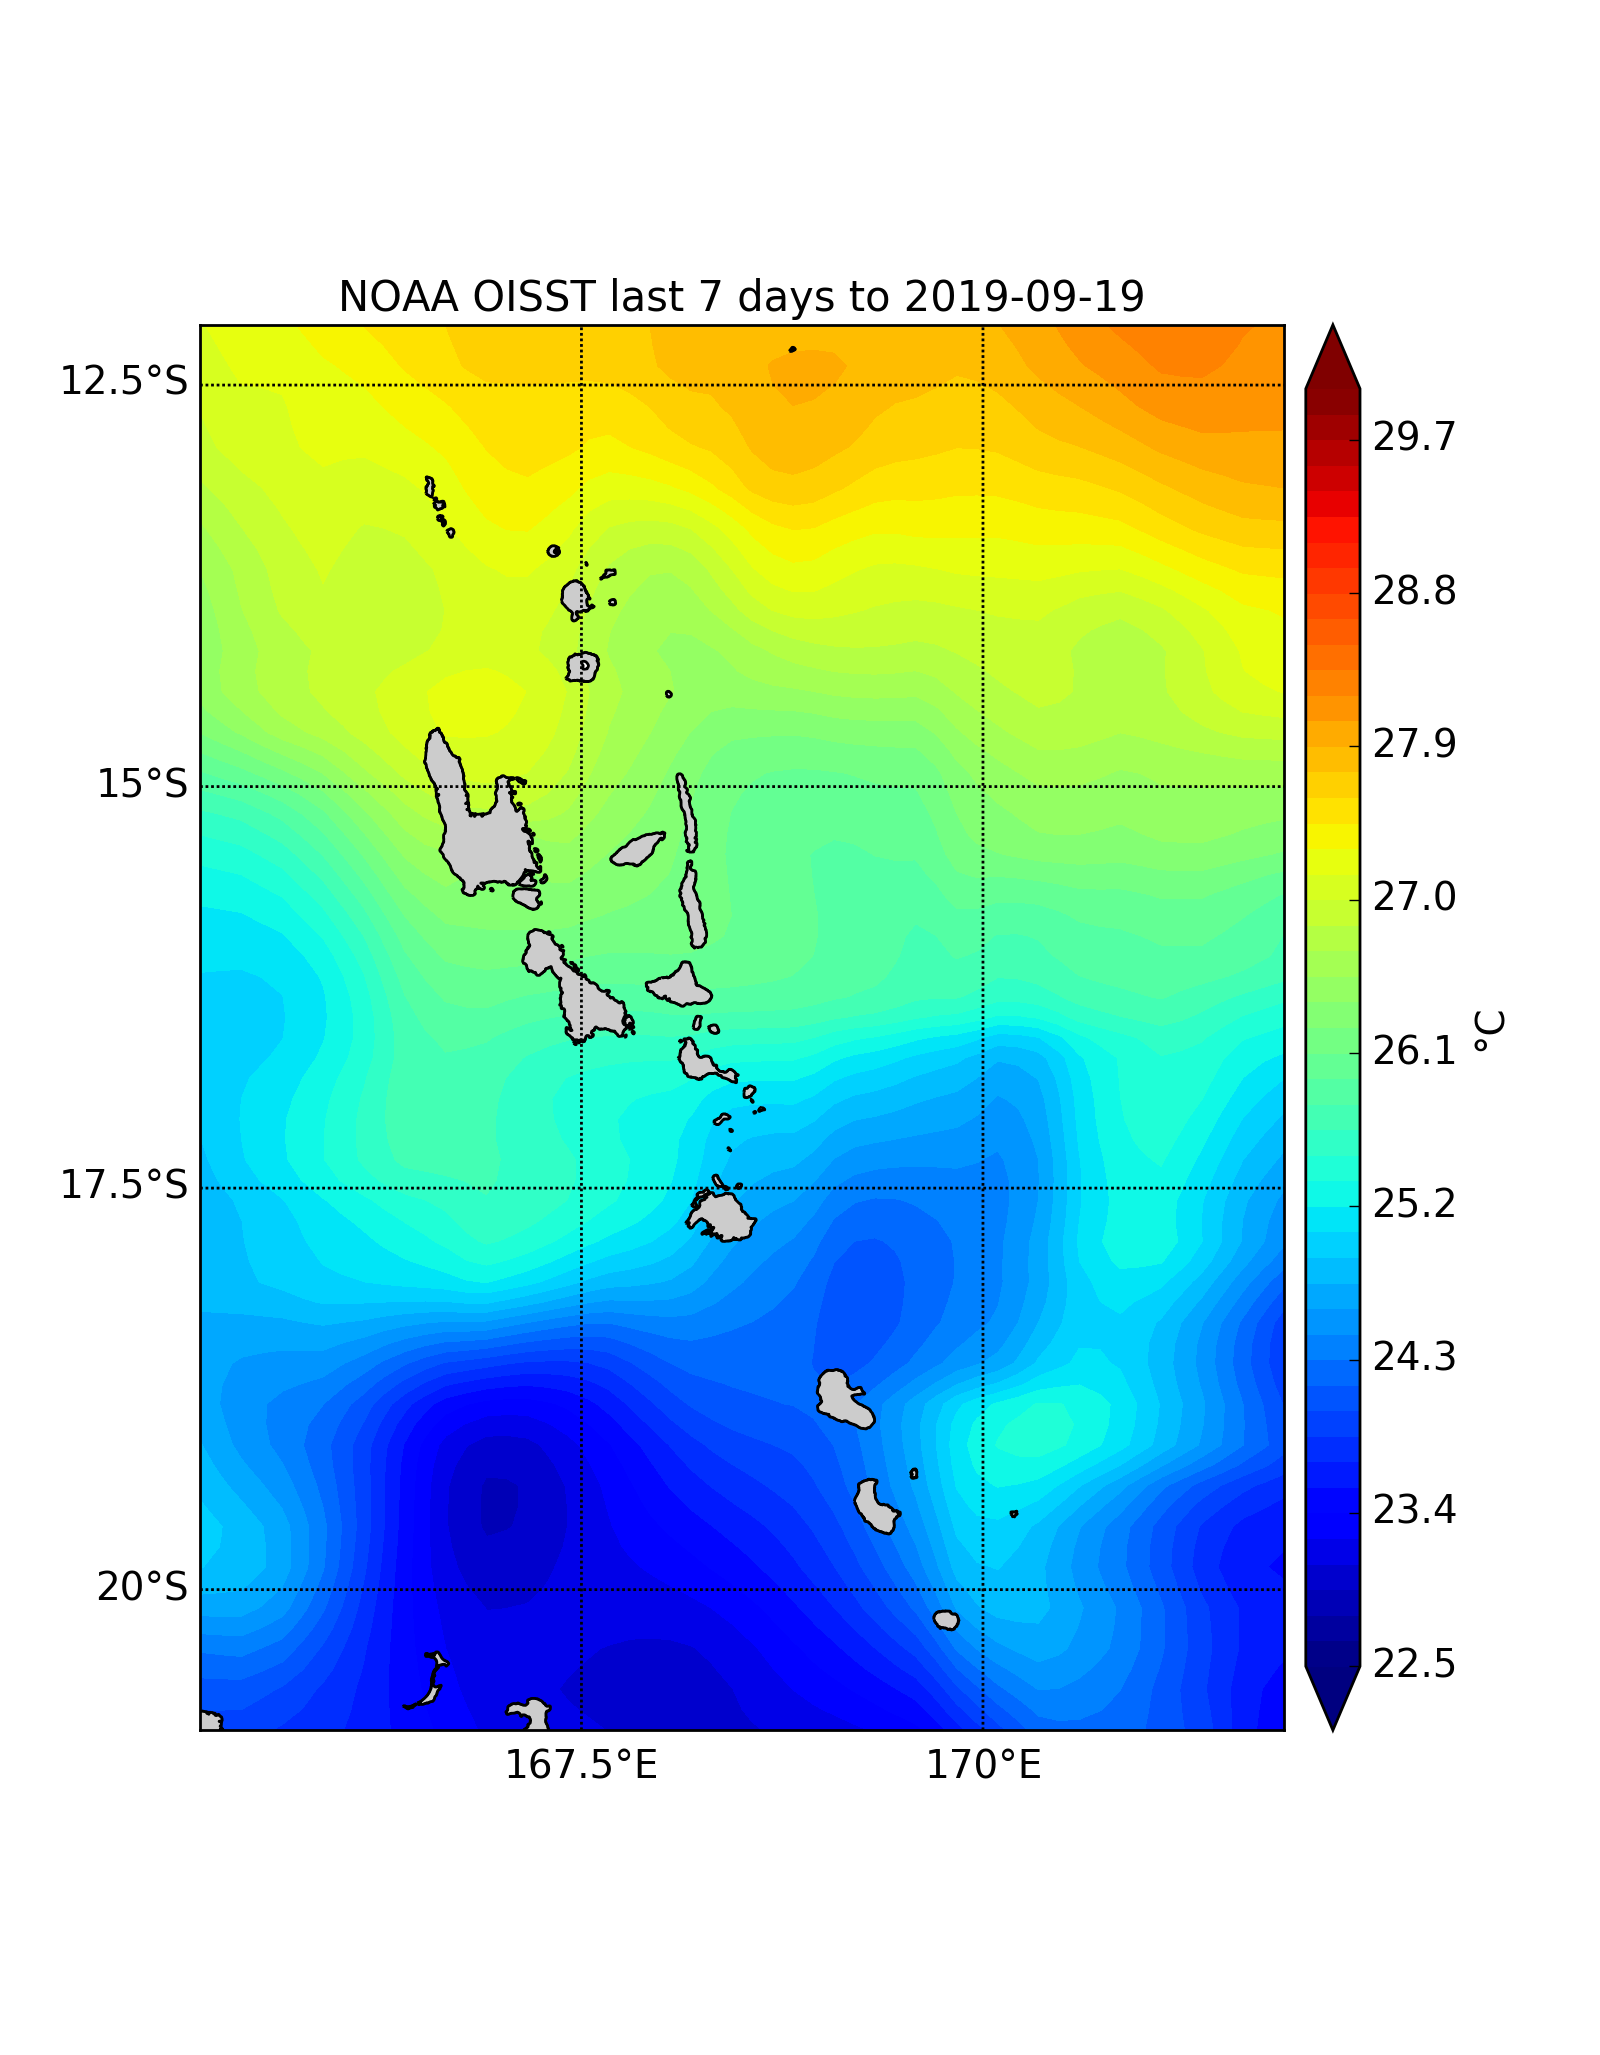 NOAA OISST last 7 days to 2019-09-19
12.5°S
15°S
17.5°S
20°S
167.5°E
170°E
29.7
28.8
27.9
27.0
26.1
25.2
24.3
23.4
22.5
°C